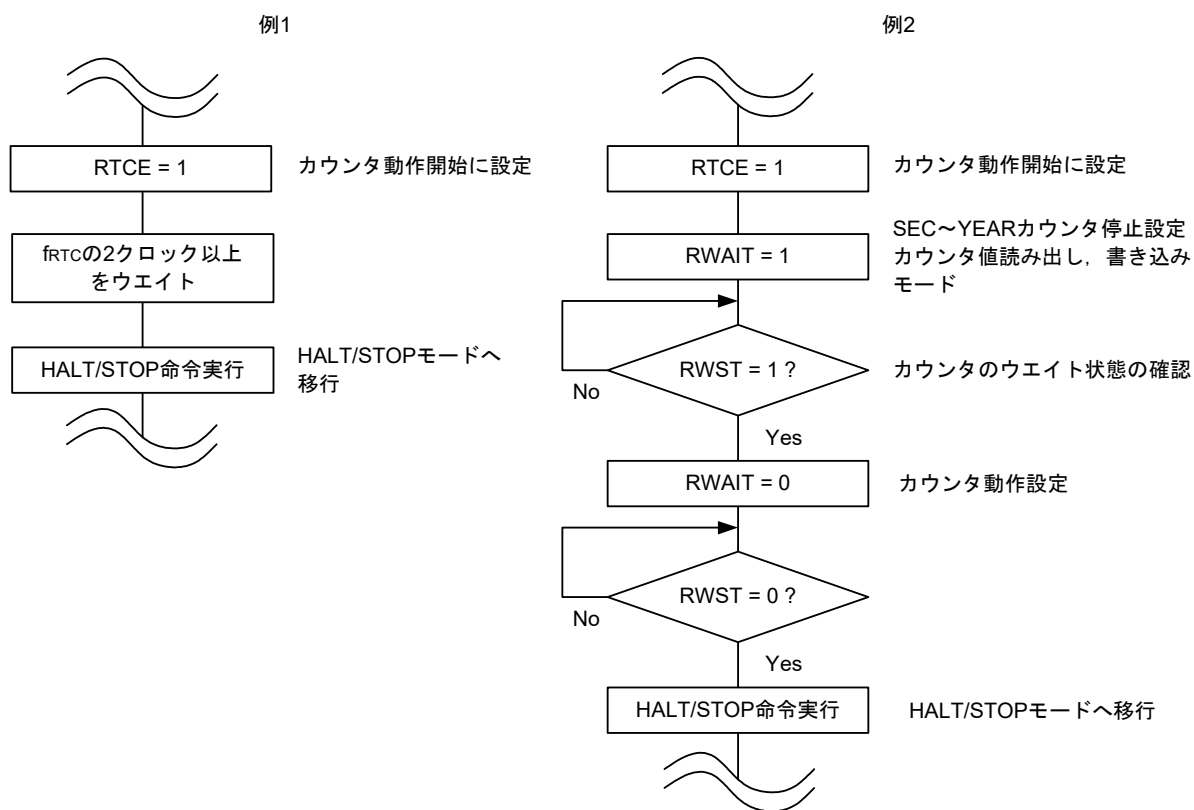 例1
RTCE = 1
カウンタ動作開始に設定
fRTCの2クロック以上
をウエイト
HALT/STOP命令実行
HALT/STOPモードへ
移行
例2
RTCE = 1
カウンタ動作開始に設定
RWAIT = 1
SEC～YEARカウンタ停止設定
カウンタ値読み出し，書き込み
モード
RWST = 1 ?
カウンタのウエイト状態の確認
No
Yes
RWAIT = 0
カウンタ動作設定
RWST = 0 ?
No
Yes
HALT/STOP命令実行
HALT/STOPモードへ移行